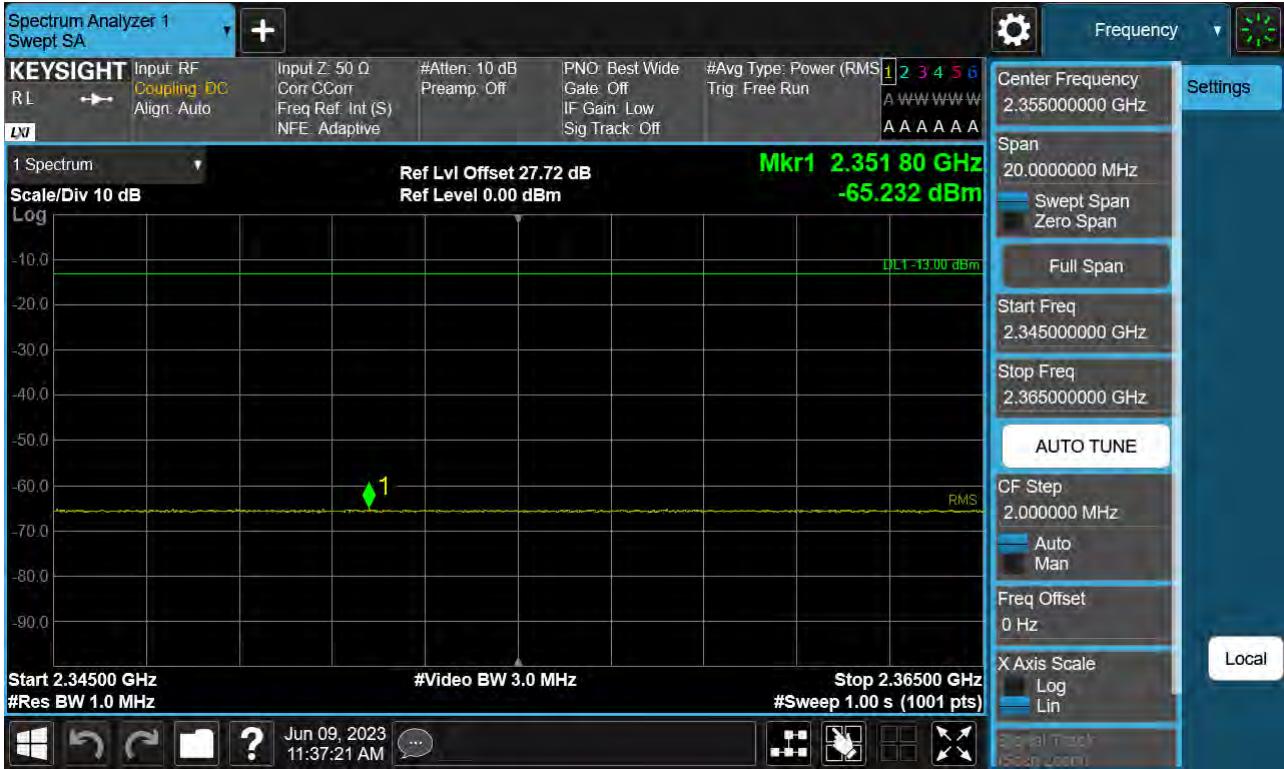 Spectrum Analyzer 1
Swept SA
Frequency
KEYSIGHT
RL
LXI
Input: RF
Coupling: DC
Align: Auto
Input Z: 50 Ω
Corr CCorr
Freq Ref: Int (S)
NFE: Adaptive
#Atten: 10 dB
Preamp: Off
PNO: Best Wide
Gate: Off
IF Gain: Low
Sig Track: Off
#Avg Type: Power (RMS
Trig: Free Run
1 2 3 4 5 6
A W W W W W
A A A A A A
1 Spectrum
Scale/Div 10 dB
Log
Ref Lvl Offset 27.72 dB
Ref Level 0.00 dBm
Mkr1 2.351 80 GHz
-65.232 dBm
-10.0
DL1 -13.00 dBm
-20.0
-30.0
-40.0
-50.0
-60.0
1
RMS
-70.0
-80.0
-90.0
Start 2.34500 GHz
#Video BW 3.0 MHz
Stop 2.36500 GHz
#Res BW 1.0 MHz
#Sweep 1.00 s (1001 pts)
Jun 09, 2023
11:37:21 AM
Center Frequency
2.355000000 GHz
Settings
Span
20.0000000 MHz
Swept Span
Zero Span
Full Span
Start Freq
2.345000000 GHz
Stop Freq
2.365000000 GHz
AUTO TUNE
CF Step
2.000000 MHz
Auto
Man
Freq Offset
0 Hz
X Axis Scale
Log
Lin
Local
Signal Track
(Span Zoom)